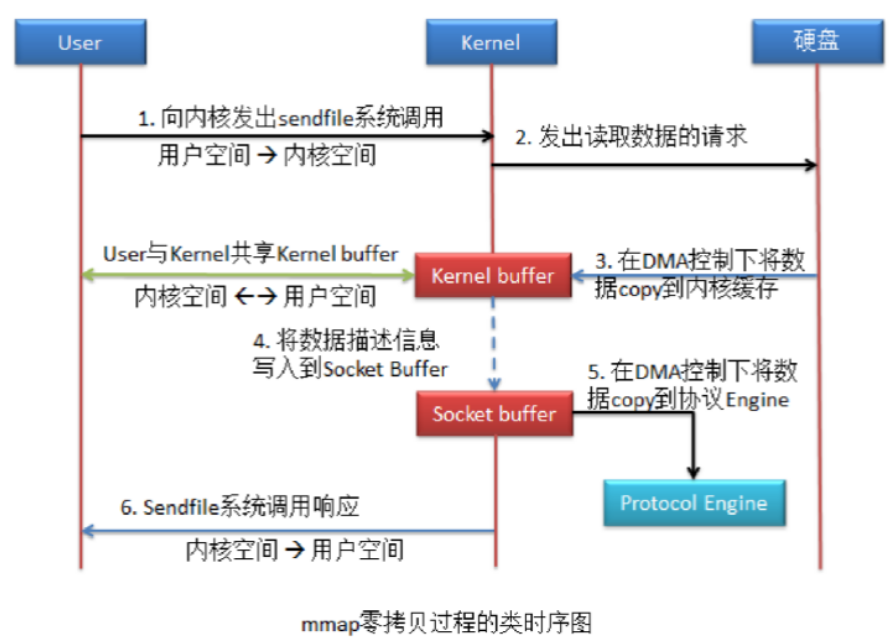 User
Kernel
硬盘
1. 向内核发出sendfile系统调用
用户空间 → 内核空间
2. 发出读取数据的请求
User与Kernel共享Kernel buffer
内核空间 ←→ 用户空间
Kernel buffer
3. 在DMA控制下将数
据copy到内核缓存
4. 将数据描述信息
写入到Socket Buffer
5. 在DMA控制下将数
据copy到协议Engine
Socket buffer
Protocol Engine
6. Sendfile系统调用响应
内核空间 → 用户空间
mmap零拷贝过程的类时序图